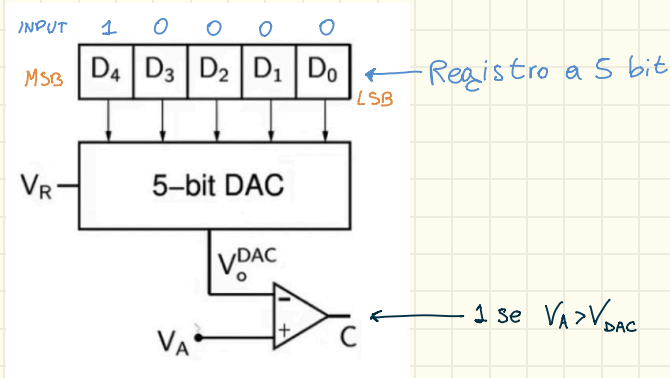 INPUT 1 0 0 0 0
MSB D4 D3 D2 D1 D0 LSB
Registro a 5 bit
VR 5-bit DAC
VoDAC
VA - + C
1 se VA>VDAC